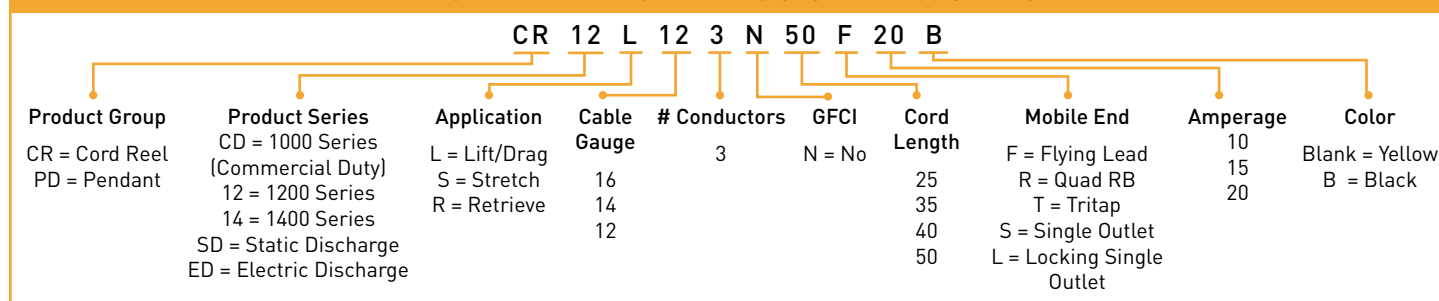 CR 12 L 12 3 N 50 F 20 B
Product Group
CR = Cord Reel
PD = Pendant
Product Series
CD = 1000 Series
(Commercial Duty)
12 = 1200 Series
14 = 1400 Series
SD = Static Discharge
ED = Electric Discharge
Application
L = Lift/Drag
S = Stretch
R = Retrieve
Cable
Gauge
16
14
12
# Conductors
3
GFCI
N = No
Cord
Length
25
35
40
50
Mobile End
F = Flying Lead
R = Quad RB
T = Tritap
S = Single Outlet
L = Locking Single
Outlet
Amperage
10
15
20
Color
Blank = Yellow
B = Black